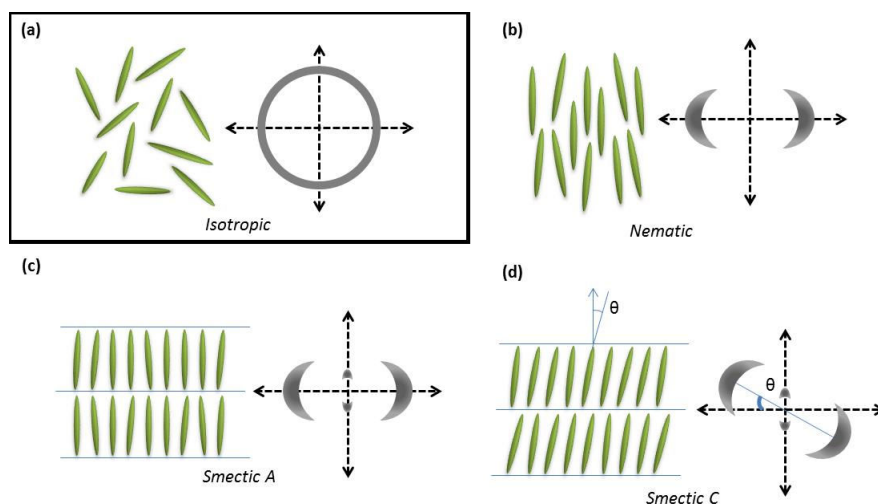 (a)
Isotropic
(b)
Nematic
(c)
Smectic A
(d)
θ
θ
Smectic C